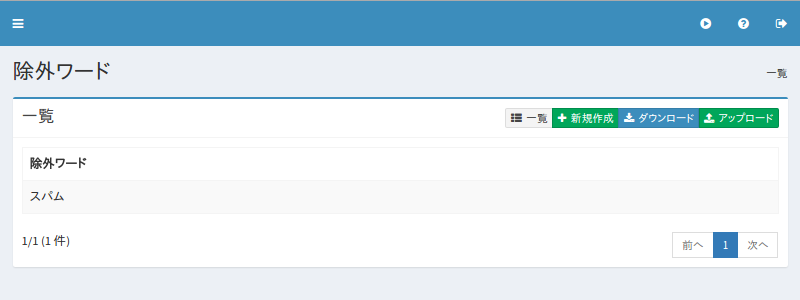 除外ワード
一覧
一覧
一覧 新規作成 ダウンロード アップロード
除外ワード
スパム
1/1 (1 件)
前へ 1 次へ